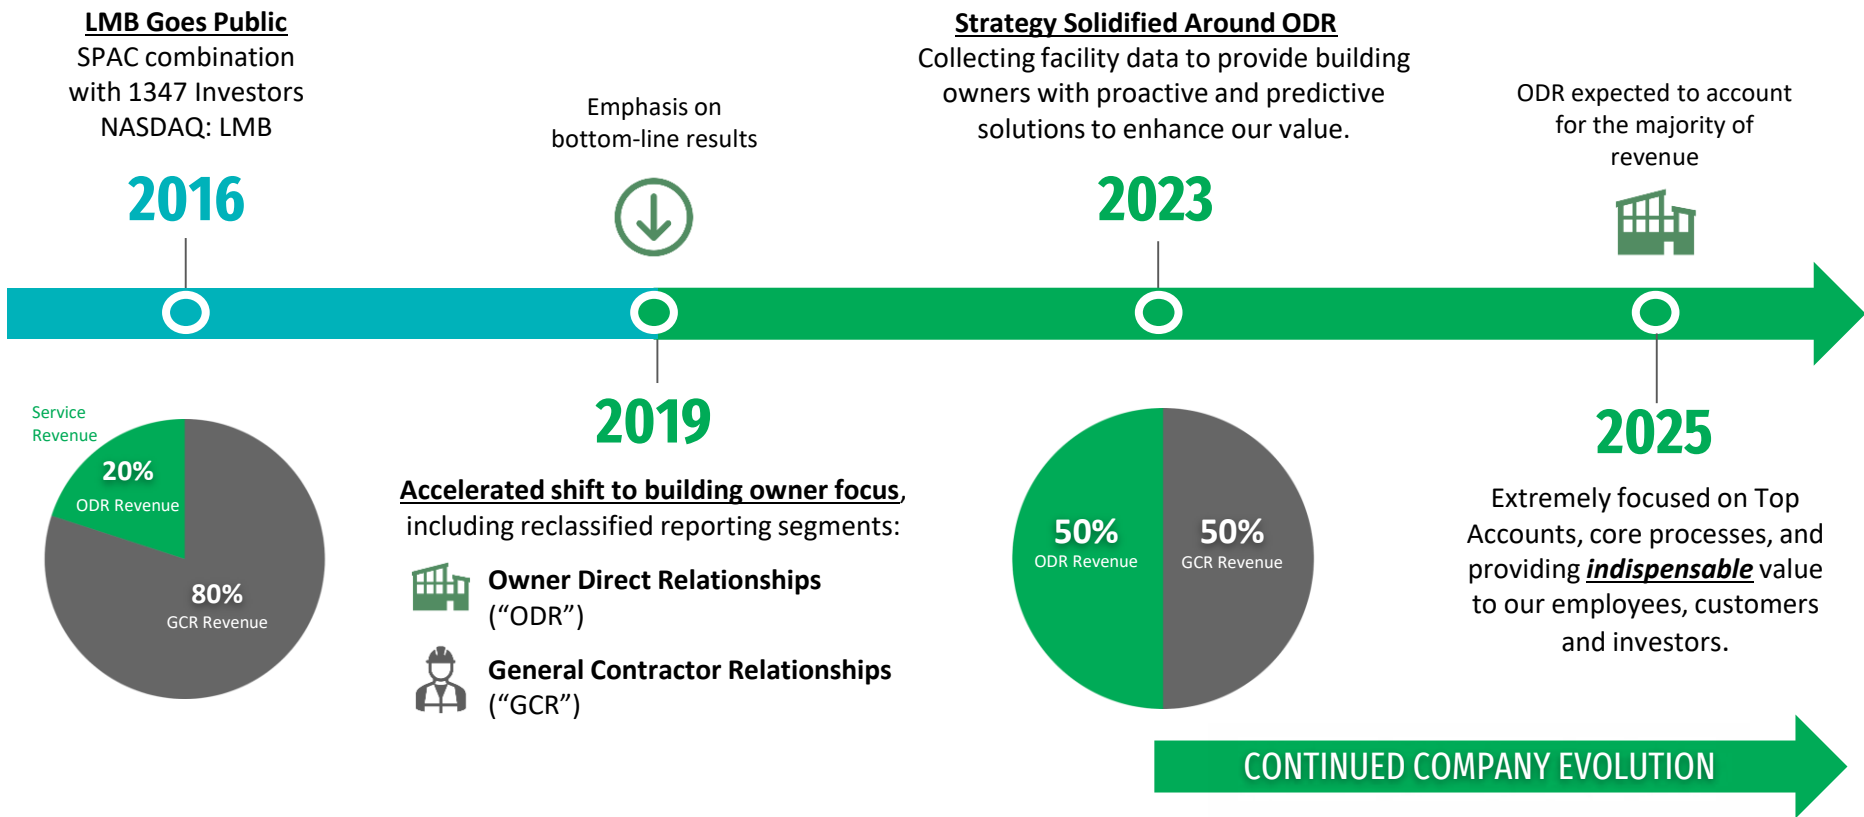 LMB Goes Public
SPAC combination
with 1347 Investors
NASDAQ: LMB
2016
Emphasis on
bottom-line results
Strategy Solidified Around ODR
Collecting facility data to provide building
owners with proactive and predictive
solutions to enhance our value.
2023
ODR expected to account
for the majority of
revenue
Service
Revenue
20%
ODR Revenue
80%
GCR Revenue
2019
Accelerated shift to building owner focus,
including reclassified reporting segments:
Owner Direct Relationships
(“ODR”)
General Contractor Relationships
(“GCR”)
50%
ODR Revenue
50%
GCR Revenue
2025
Extremely focused on Top
Accounts, core processes, and
providing indispensable value
to our employees, customers
and investors.
CONTINUED COMPANY EVOLUTION